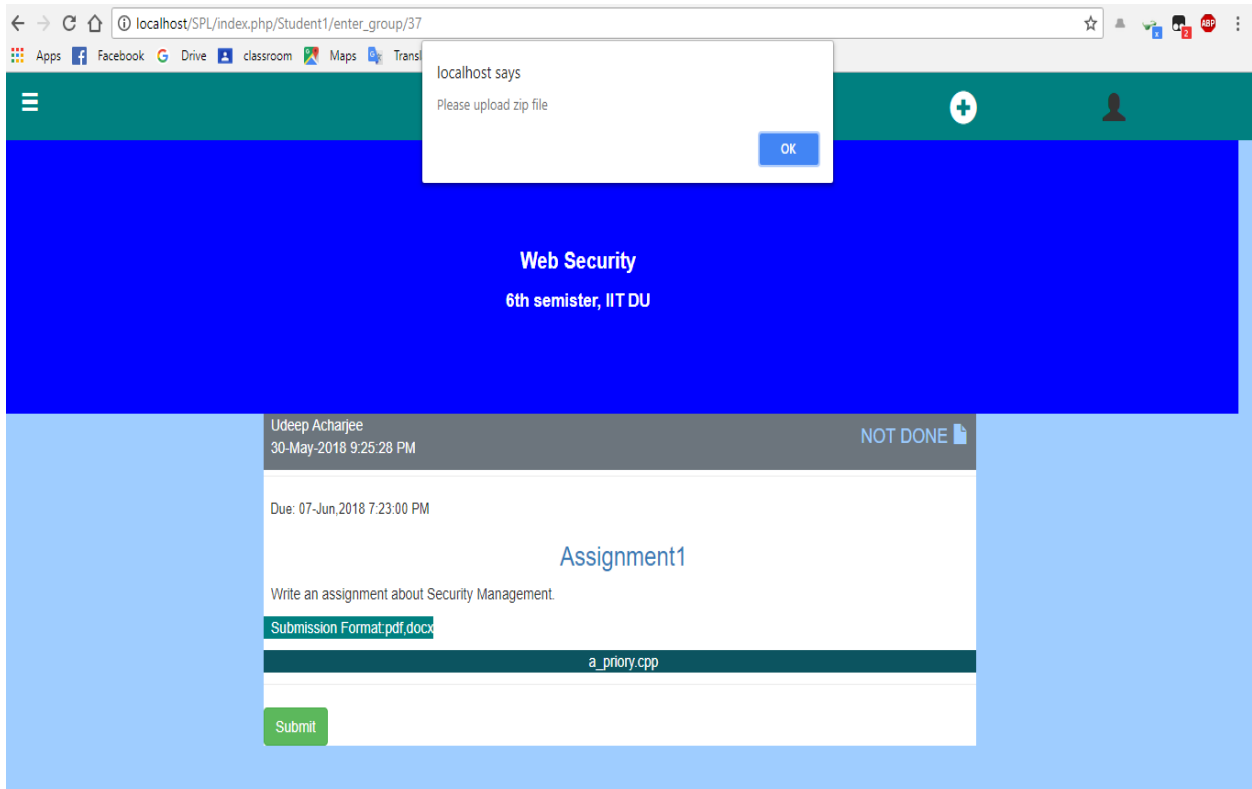 localhost/SPL/index.php/Student1/enter_group/37
Apps Facebook G Drive classroom Maps Transl
localhost says
Please upload zip file
OK
Web Security
6th semister, IIT DU
Udeep Acharjee
30-May-2018 9:25:28 PM
NOT DONE
Due: 07-Jun,2018 7:23:00 PM
Assignment1
Write an assignment about Security Management.
Submission Format:pdf,docx
a_priory.cpp
Submit